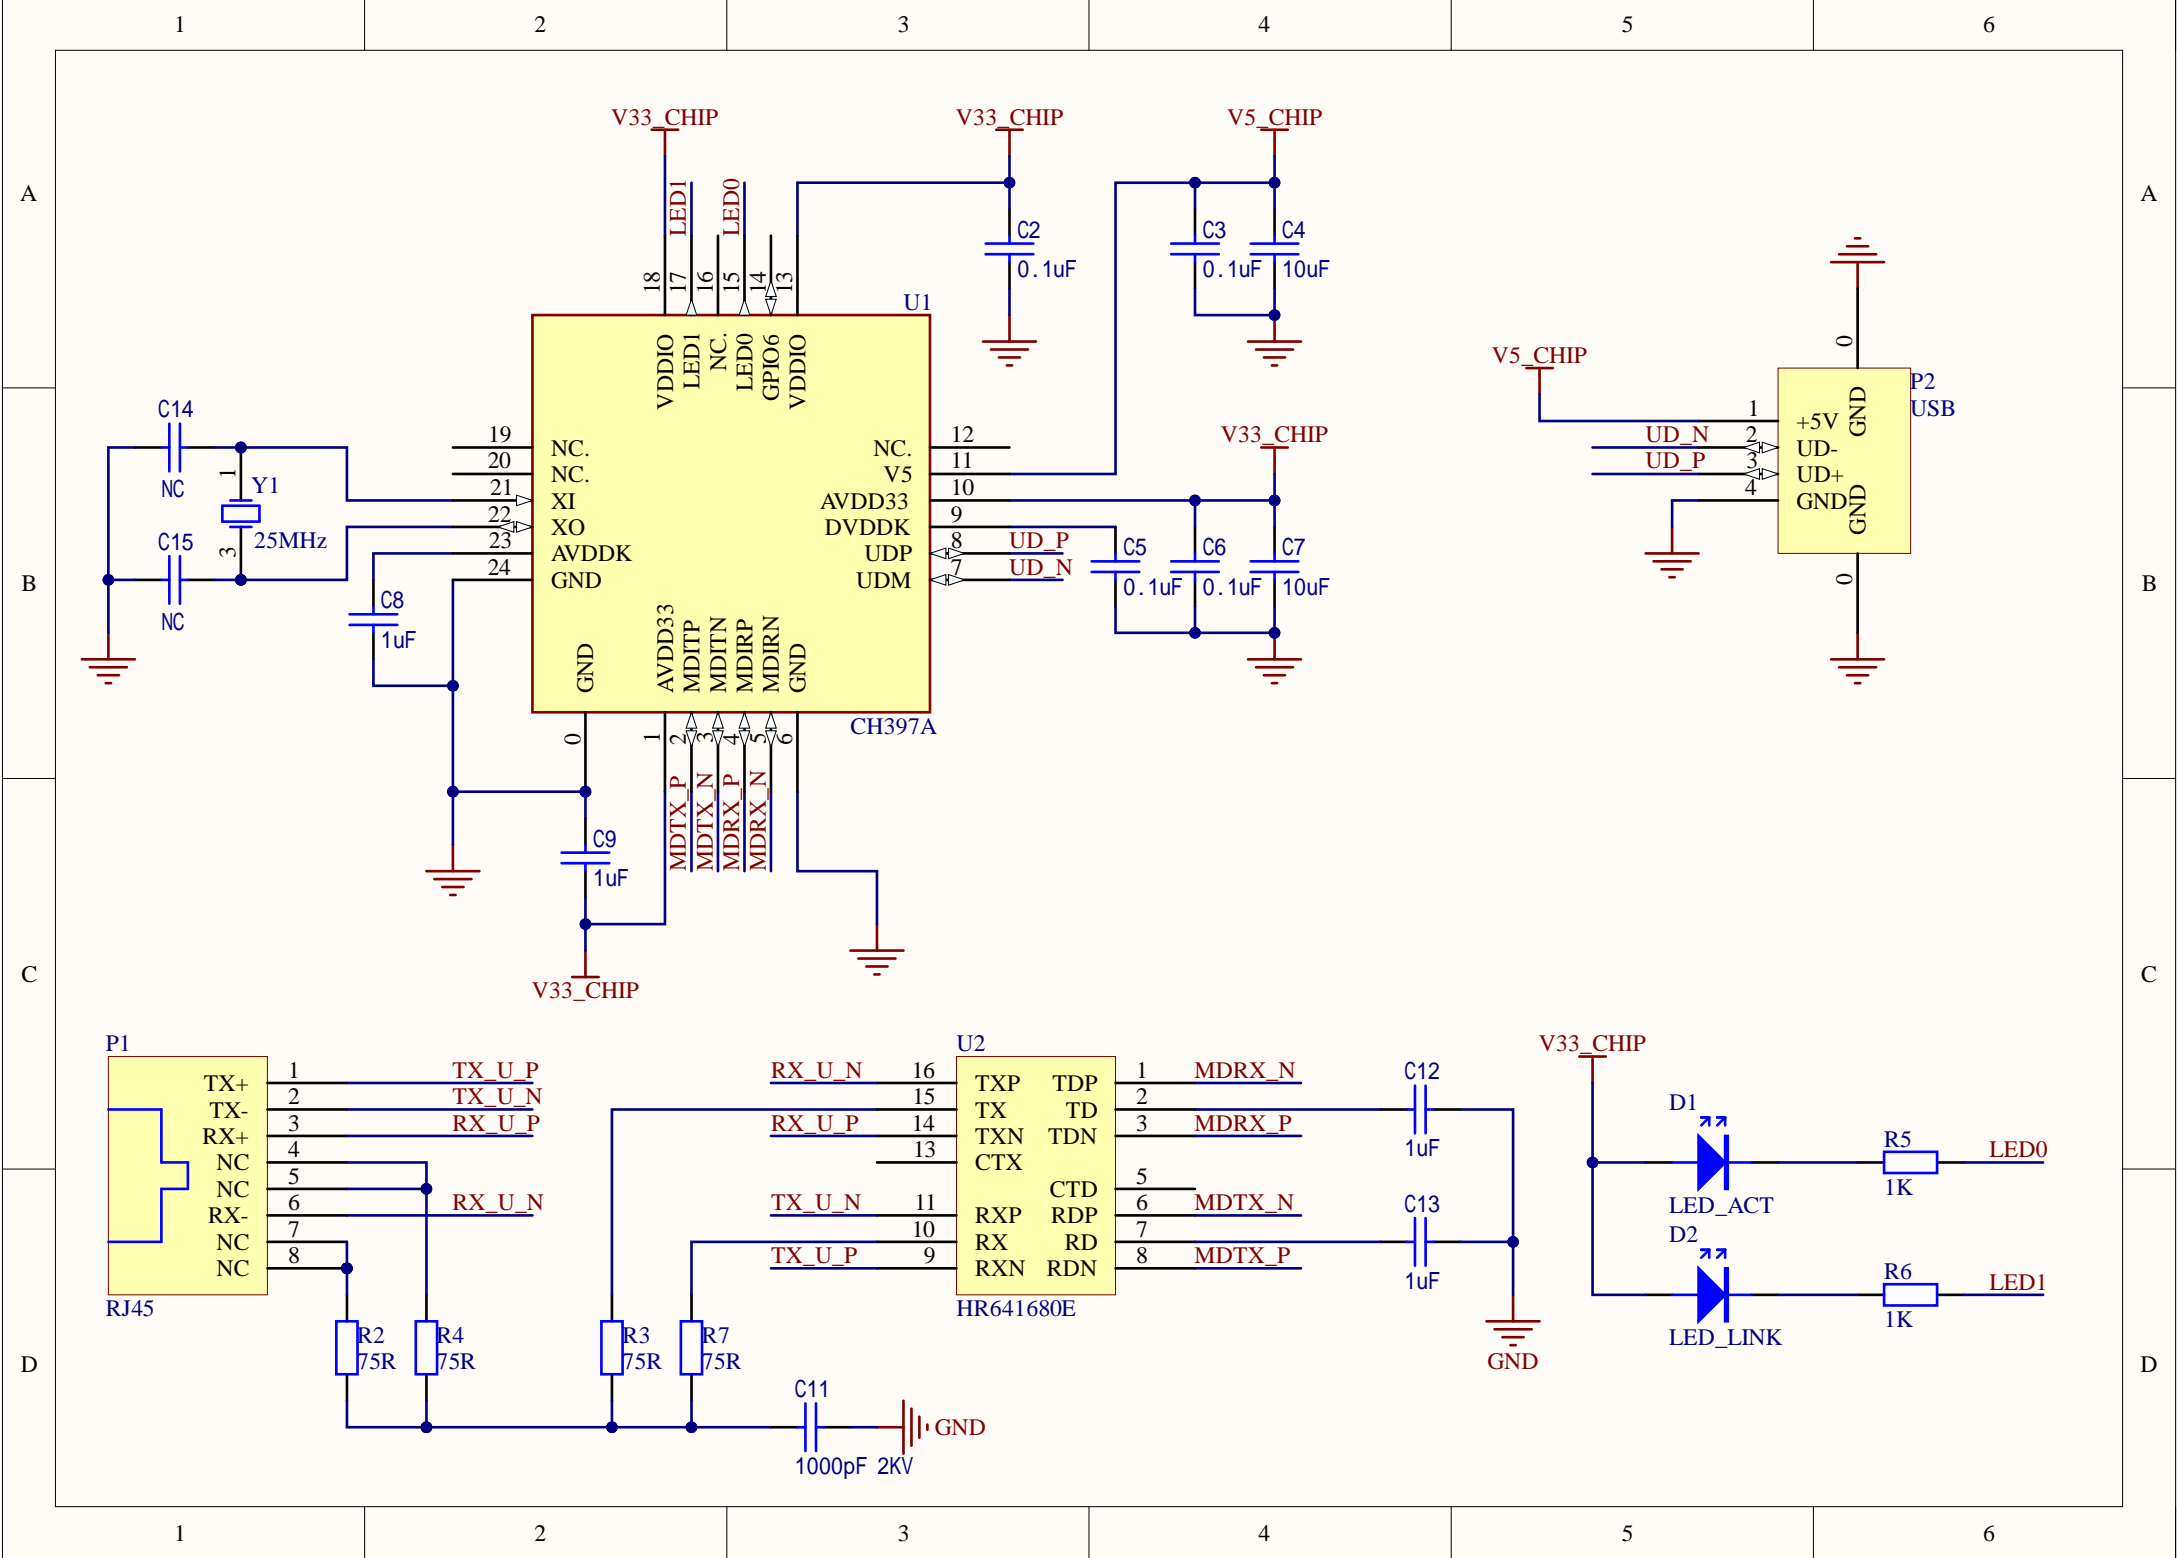 1 2 3 4 5 6
A A
B B
C C
D D
V33_CHIP
V33_CHIP
V5_CHIP
LED1
LED0
C2
0.1uF
C3
0.1uF
C4
10uF
18
17
16
15
14
13
U1
VDDIO
LED1
NC.
LED0
GPIO6
VDDIO
V5_CHIP
0
P2
USB
1
2
3
4
+5V
UD-
UD+
GND
GND
GND
UD_N
UD_P
0
C14
NC
1
Y1
3
25MHz
C15
NC
19
20
21
22
23
24
NC.
NC.
XI
XO
AVDDK
GND
C8
1uF
NC.
V5
AVDD33
DVDDK
UDP
UDM
12
11
10
9
8
7
UD_P
UD_N
V33_CHIP
C5
0.1uF
C6
0.1uF
C7
10uF
GND
AVDD33
MDITP
MDITN
MDIRP
MDIRN
GND
CH397A
0
1
2
3
4
5
6
MDTX_P
MDTX_N
MDRX_P
MDRX_N
C9
1uF
V33_CHIP
P1
TX+
TX-
RX+
NC
NC
RX-
NC
NC
1
2
3
4
5
6
7
8
TX_U_P
TX_U_N
RX_U_P
RX_U_N
RJ45
R2
75R
R4
75R
R3
75R
R7
75R
C11
1000pF 2KV
GND
U2
RX_U_N
RX_U_P
TX_U_N
TX_U_P
16
15
14
13
11
10
9
TXP
TX
TXN
CTX
RXP
RX
RXN
TDP
TD
TDN
CTD
RDP
RD
RDN
1
2
3
5
6
7
8
MDRX_N
MDRX_P
MDTX_N
MDTX_P
HR641680E
C12
1uF
C13
1uF
GND
V33_CHIP
D1
LED_ACT
R5
1K
LED0
D2
LED_LINK
R6
1K
LED1
1 2 3 4 5 6